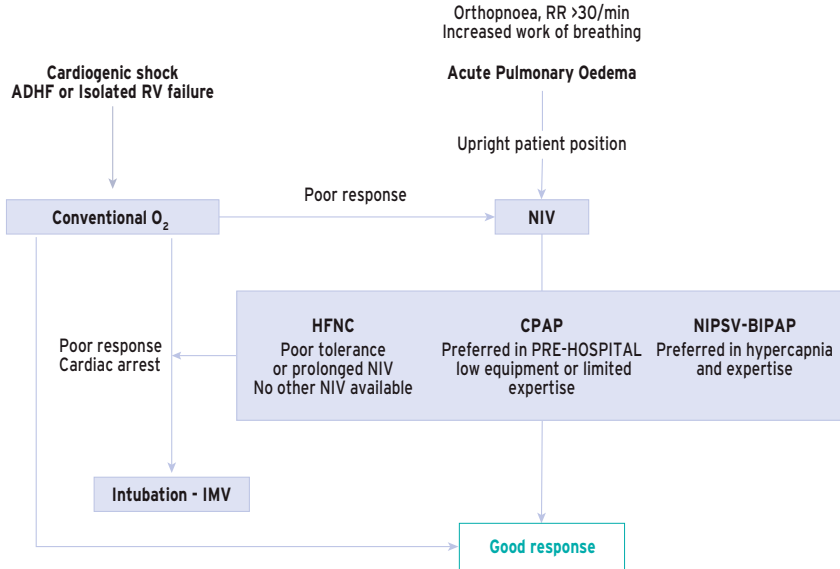 Orthopnoea, RR >30/min
Increased work of breathing
Cardiogenic shock
ADHF or Isolated RV failure
Acute Pulmonary Oedema
Upright patient position
Poor response
Conventional O₂
NIV
HFNC
Poor tolerance
or prolonged NIV
No other NIV available
CPAP
Preferred in PRE-HOSPITAL
low equipment or limited
expertise
NIPSV-BIPAP
Preferred in hypercapnia
and expertise
Poor response
Cardiac arrest
Intubation - IMV
Good response